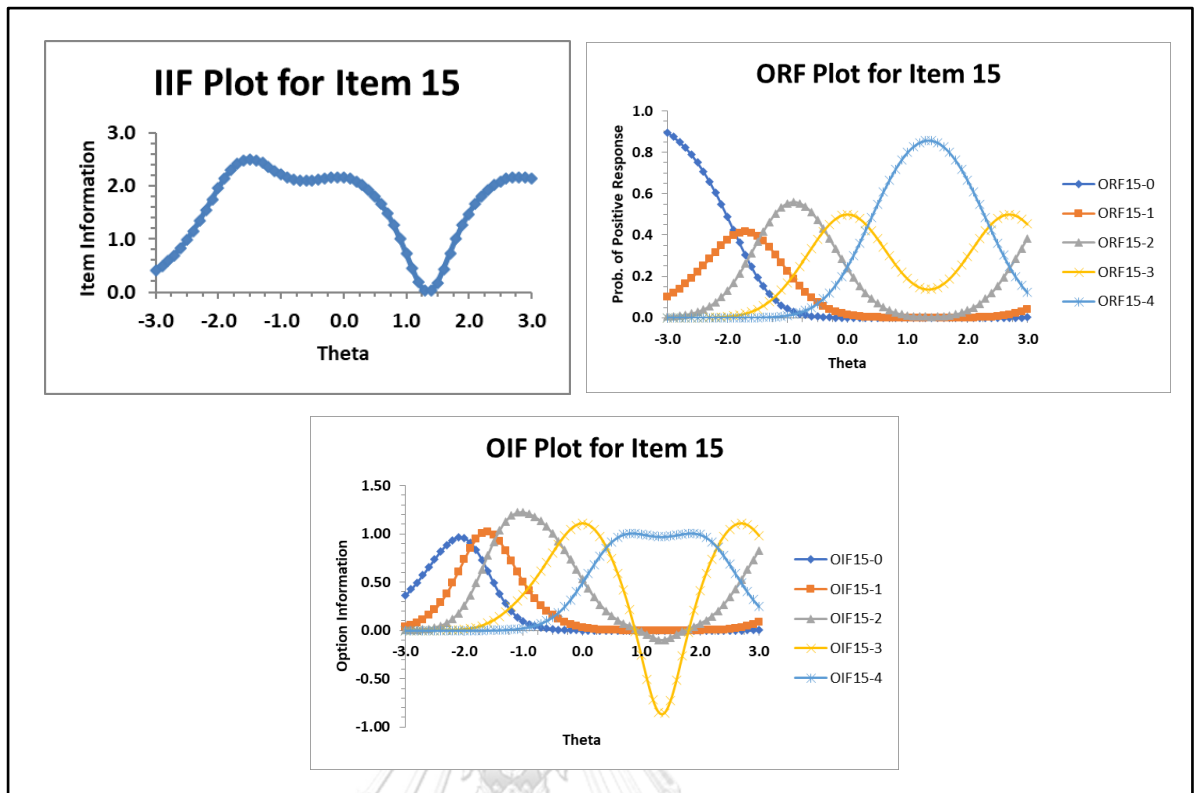 IIF Plot for Item 15
Item Information
3.0
2.0
1.0
0.0
-3.0 -2.0 -1.0 0.0 1.0 2.0 3.0
Theta
ORF Plot for Item 15
Prob. of Positive Response
1.0
0.8
0.6
0.4
0.2
0.0
-3.0 -2.0 -1.0 0.0 1.0 2.0 3.0
Theta
ORF15-0
ORF15-1
ORF15-2
ORF15-3
ORF15-4
OIF Plot for Item 15
Option Information
1.50
1.00
0.50
0.00
-0.50
-1.00
-3.0 -2.0 -1.0 0.0 1.0 2.0 3.0
Theta
OIF15-0
OIF15-1
OIF15-2
OIF15-3
OIF15-4